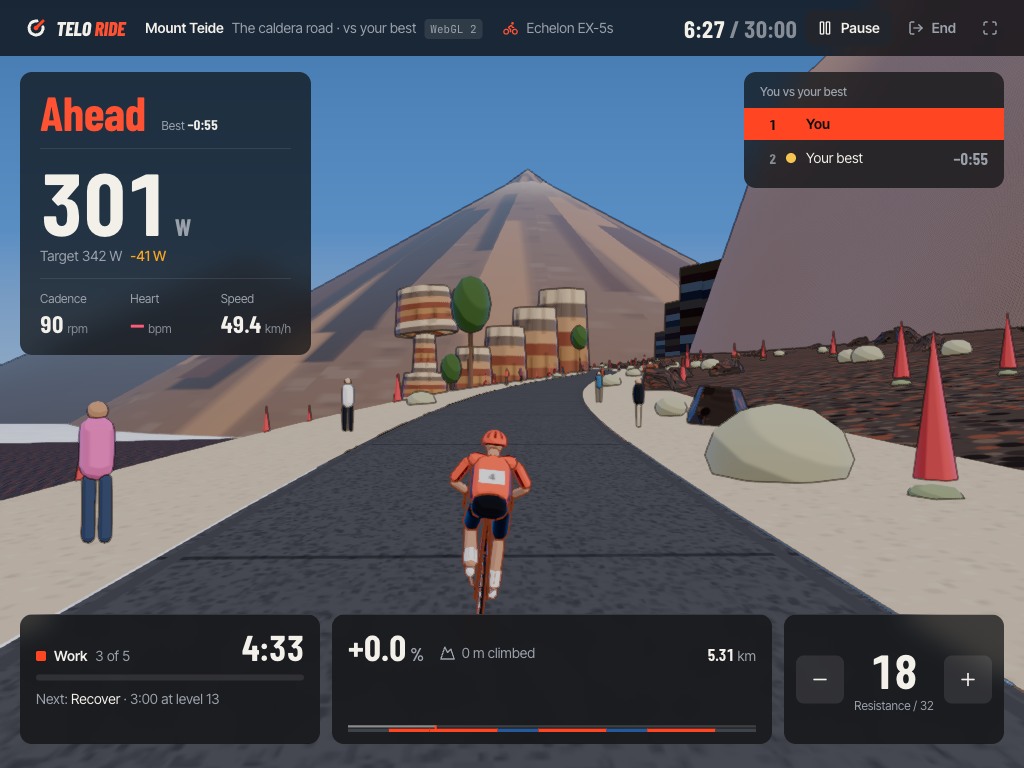 TELO RIDE Mount Teide The caldera road · vs your best WebGL 2 Echelon EX-5s 6:27 / 30:00 Pause End
Ahead Best −0:55
301 W
Target 342 W -41 W
Cadence Heart Speed
90 rpm — bpm 49.4 km/h
You vs your best
1 You
2 Your best −0:55
4
Work 3 of 5 4:33
Next: Recover · 3:00 at level 13
+0.0 % 0 m climbed 5.31 km
− 18 +
Resistance / 32